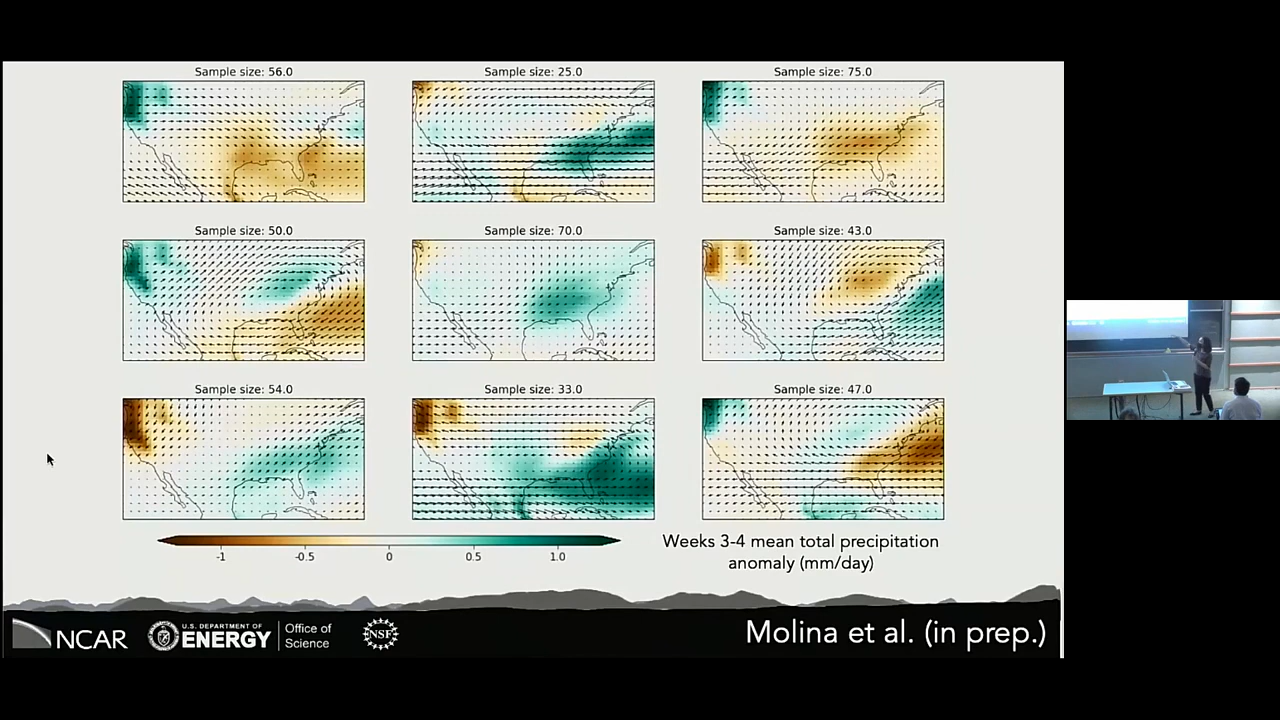 Sample size: 56.0
Sample size: 25.0
Sample size: 75.0
Sample size: 50.0
Sample size: 70.0
Sample size: 43.0
Sample size: 54.0
Sample size: 33.0
Sample size: 47.0
-1
-0.5
0
0.5
1.0
Weeks 3-4 mean total precipitation
anomaly (mm/day)
NCAR
U.S. DEPARTMENT OF
ENERGY
Office of
Science
NSF
Molina et al. (in prep.)